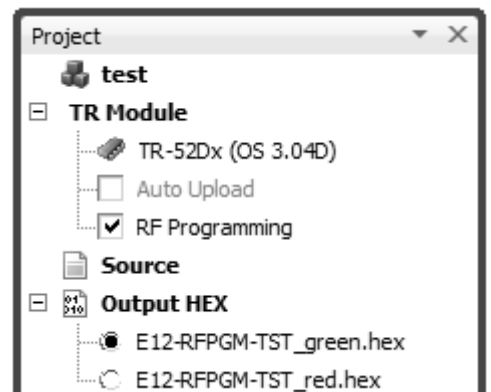 Project
test
TR Module
TR-52Dx (OS 3.04D)
Auto Upload
RF Programming
Source
Output HEX
E12-RFPGM-TST_green.hex
E12-RFPGM-TST_red.hex